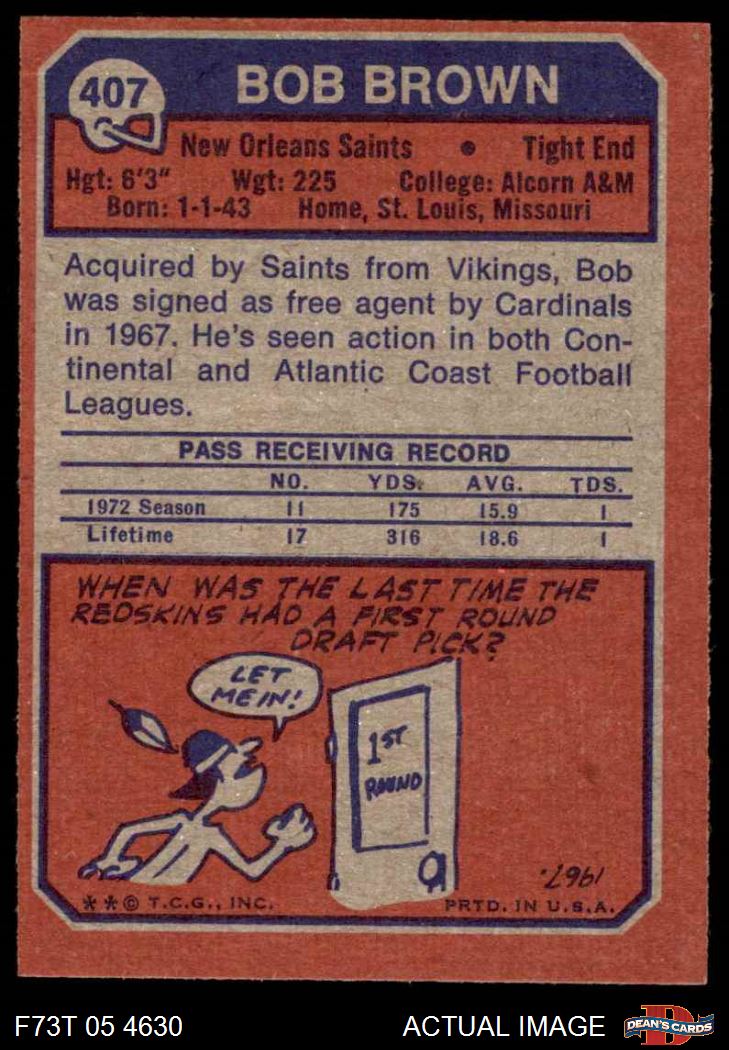 407
BOB BROWN
New Orleans Saints • Tight End
Hgt: 6'3" Wgt: 225 College: Alcorn A&M
Born: 1-1-43 Home, St. Louis, Missouri
Acquired by Saints from Vikings, Bob
was signed as free agent by Cardinals
in 1967. He's seen action in both Con-
tinental and Atlantic Coast Football
Leagues.
PASS RECEIVING RECORD
NO. YDS. AVG. TDS.
1972 Season 11 175 15.9 1
Lifetime 17 316 18.6 1
WHEN WAS THE LAST TIME THE
REDSKINS HAD A FIRST ROUND
DRAFT PICK?
LET
ME IN!
1ST
ROUND
1967.
* * © T.C.G., INC. PRTD. IN U.S.A.
F73T 05 4630 ACTUAL IMAGE
D
DEAN'S CARDS